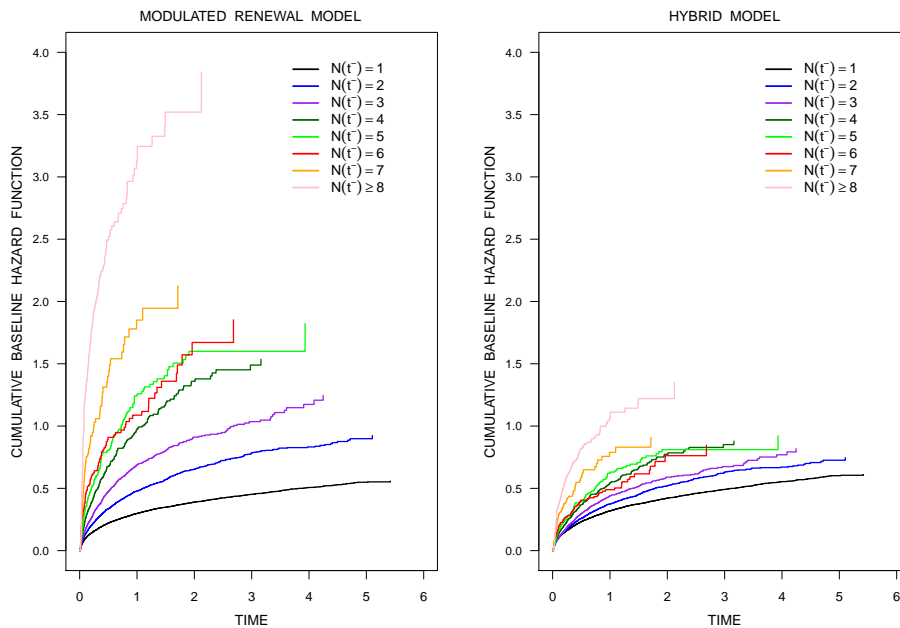 MODULATED RENEWAL MODEL
CUMULATIVE BASELINE HAZARD FUNCTION
4.0
3.5
3.0
2.5
2.0
1.5
1.0
0.5
0.0
N(t⁻) = 1
N(t⁻) = 2
N(t⁻) = 3
N(t⁻) = 4
N(t⁻) = 5
N(t⁻) = 6
N(t⁻) = 7
N(t⁻) ≥ 8
0 1 2 3 4 5 6
TIME
HYBRID MODEL
CUMULATIVE BASELINE HAZARD FUNCTION
4.0
3.5
3.0
2.5
2.0
1.5
1.0
0.5
0.0
N(t⁻) = 1
N(t⁻) = 2
N(t⁻) = 3
N(t⁻) = 4
N(t⁻) = 5
N(t⁻) = 6
N(t⁻) = 7
N(t⁻) ≥ 8
0 1 2 3 4 5 6
TIME